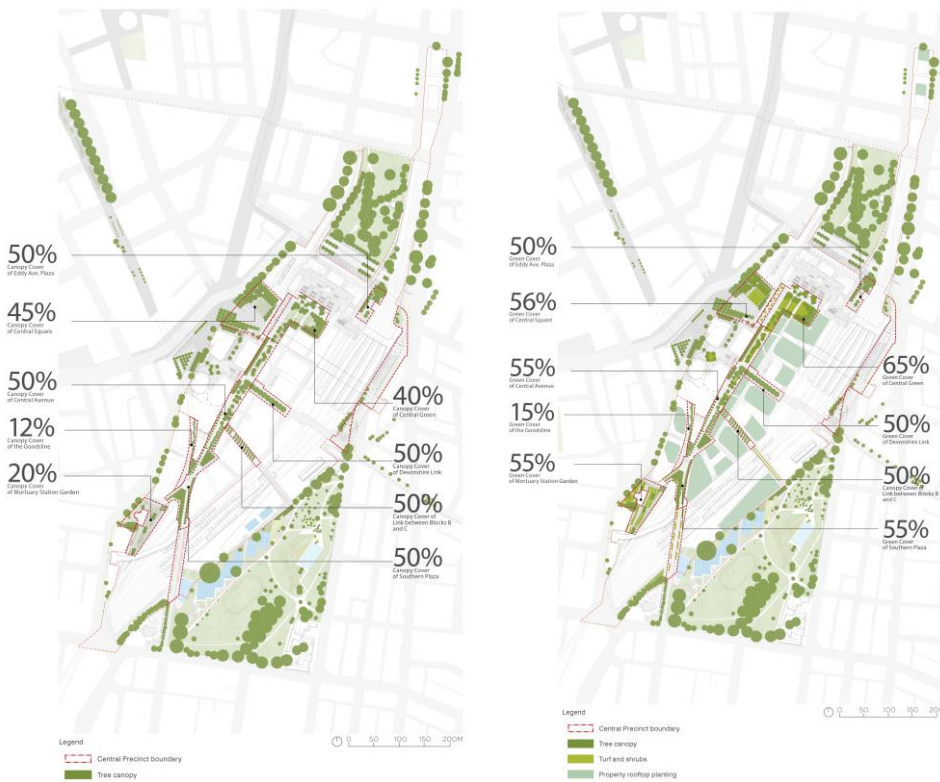 50%
Canopy Cover
of Eddy Ave. Plaza
45%
Canopy Cover
of Central Square
50%
Canopy Cover
of Central Avenue
12%
Canopy Cover
of the Goodsline
20%
Canopy Cover
of Mortuary Station Garden
40%
Canopy Cover
of Central Green
50%
Canopy Cover
of Devonshire Link
50%
Canopy Cover of
Link between Blocks B
and C
50%
Canopy Cover
of Southern Plaza
Legend
Central Precinct boundary
Tree canopy
0 50 100 150 200M
50%
Green Cover
of Eddy Ave. Plaza
56%
Green Cover
of Central Square
55%
Green Cover
of Central Avenue
15%
Green Cover
of the Goodsline
55%
Green Cover
of Mortuary Station Garden
65%
Green Cover
of Central Green
50%
Green Cover
of Devonshire Link
50%
Canopy Cover of
Link between Blocks B
and C
55%
Green Cover
of Southern Plaza
Legend
Central Precinct boundary
Tree canopy
Turf and shrubs
Property rooftop planting
0 50 100 150 200